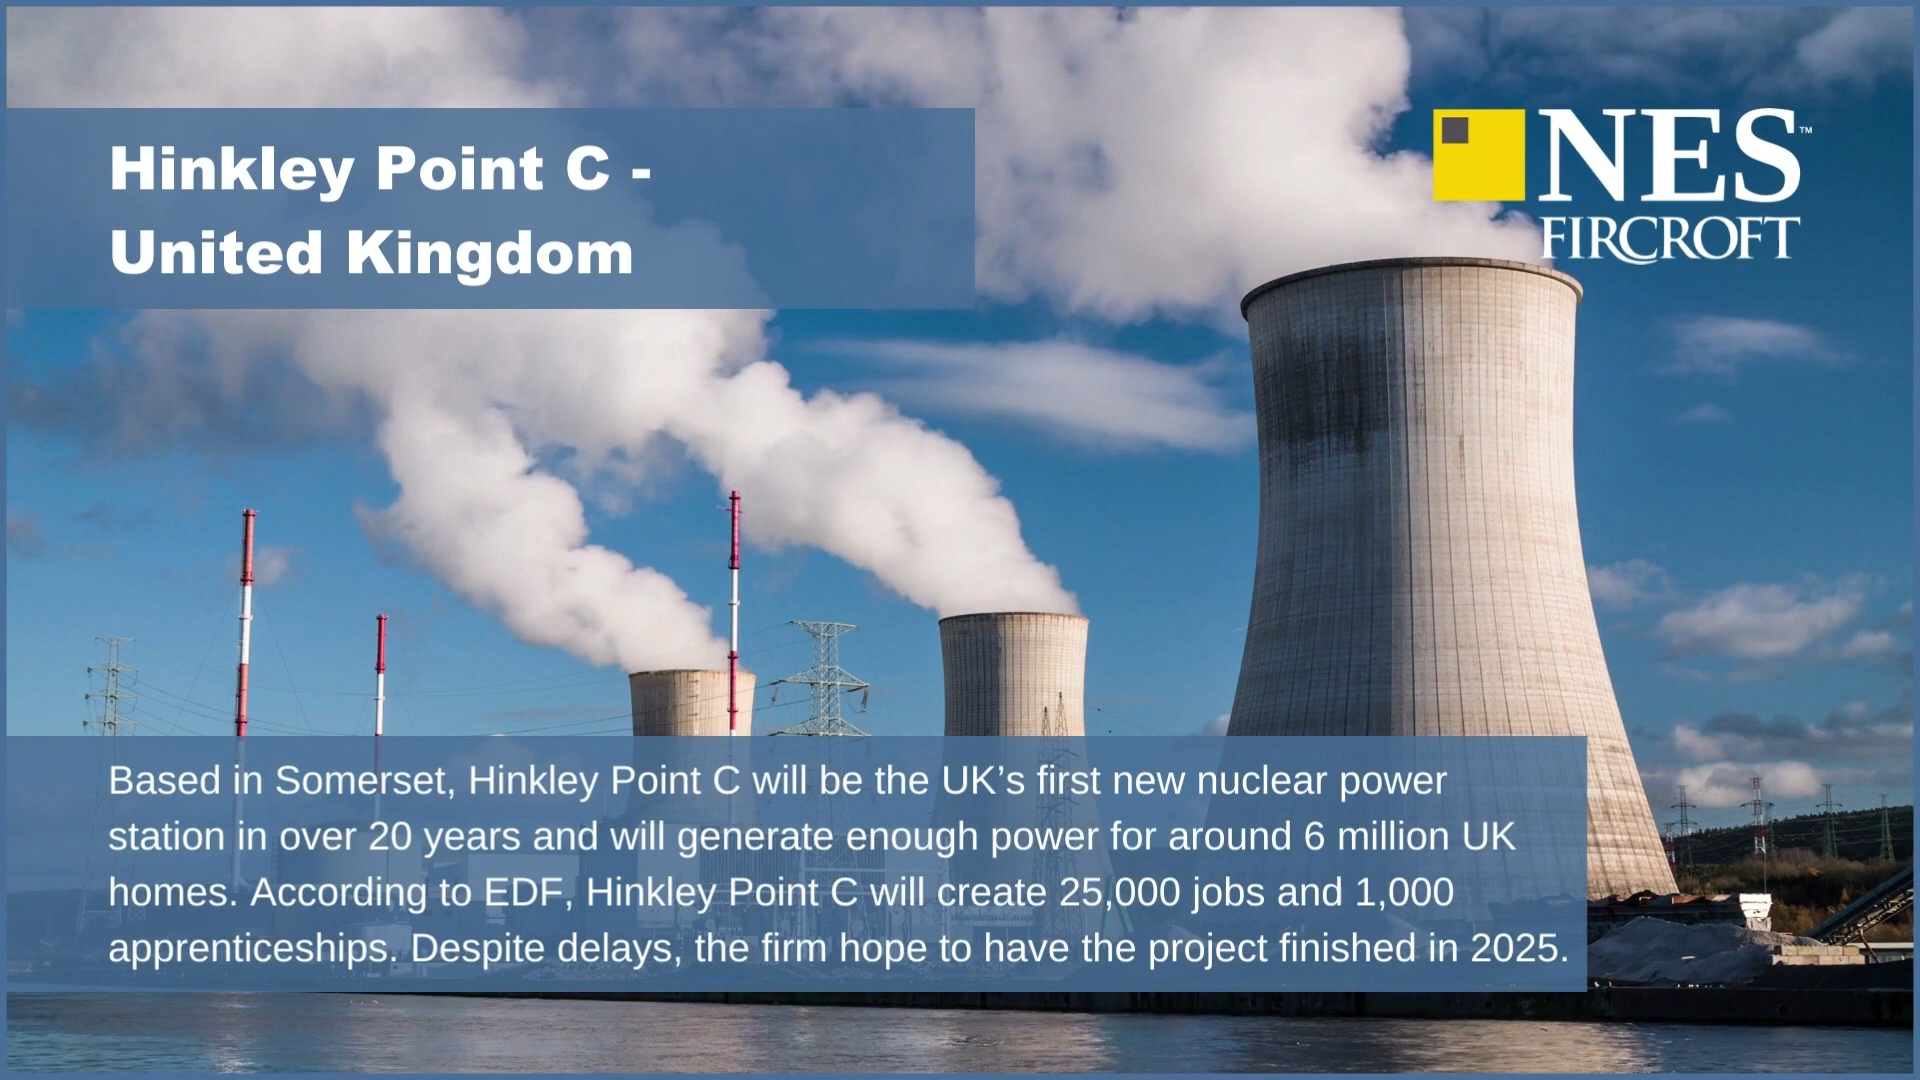 Hinkley Point C -
United Kingdom
NES™
FIRCROFT
Based in Somerset, Hinkley Point C will be the UK’s first new nuclear power
station in over 20 years and will generate enough power for around 6 million UK
homes. According to EDF, Hinkley Point C will create 25,000 jobs and 1,000
apprenticeships. Despite delays, the firm hope to have the project finished in 2025.